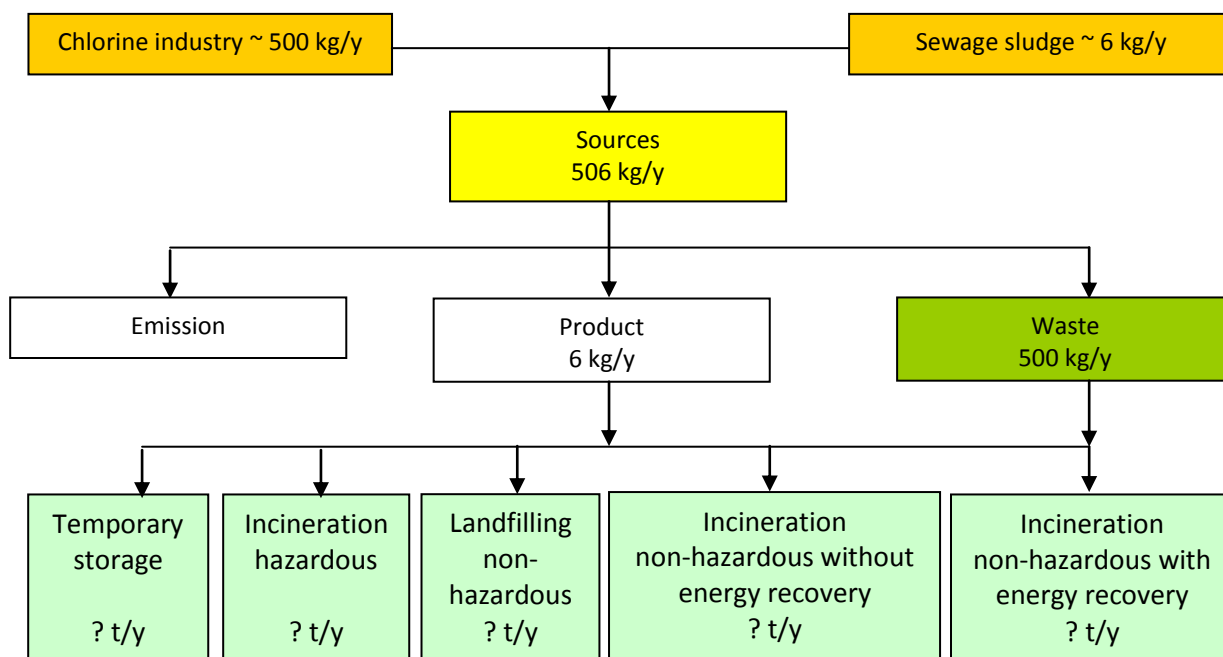 Chlorine industry ~ 500 kg/y
Sewage sludge ~ 6 kg/y
Sources
506 kg/y
Emission
Product
6 kg/y
Waste
500 kg/y
Temporary
storage
? t/y
Incineration
hazardous
? t/y
Landfilling
non-
hazardous
? t/y
Incineration
non-hazardous without
energy recovery
? t/y
Incineration
non-hazardous with
energy recovery
? t/y